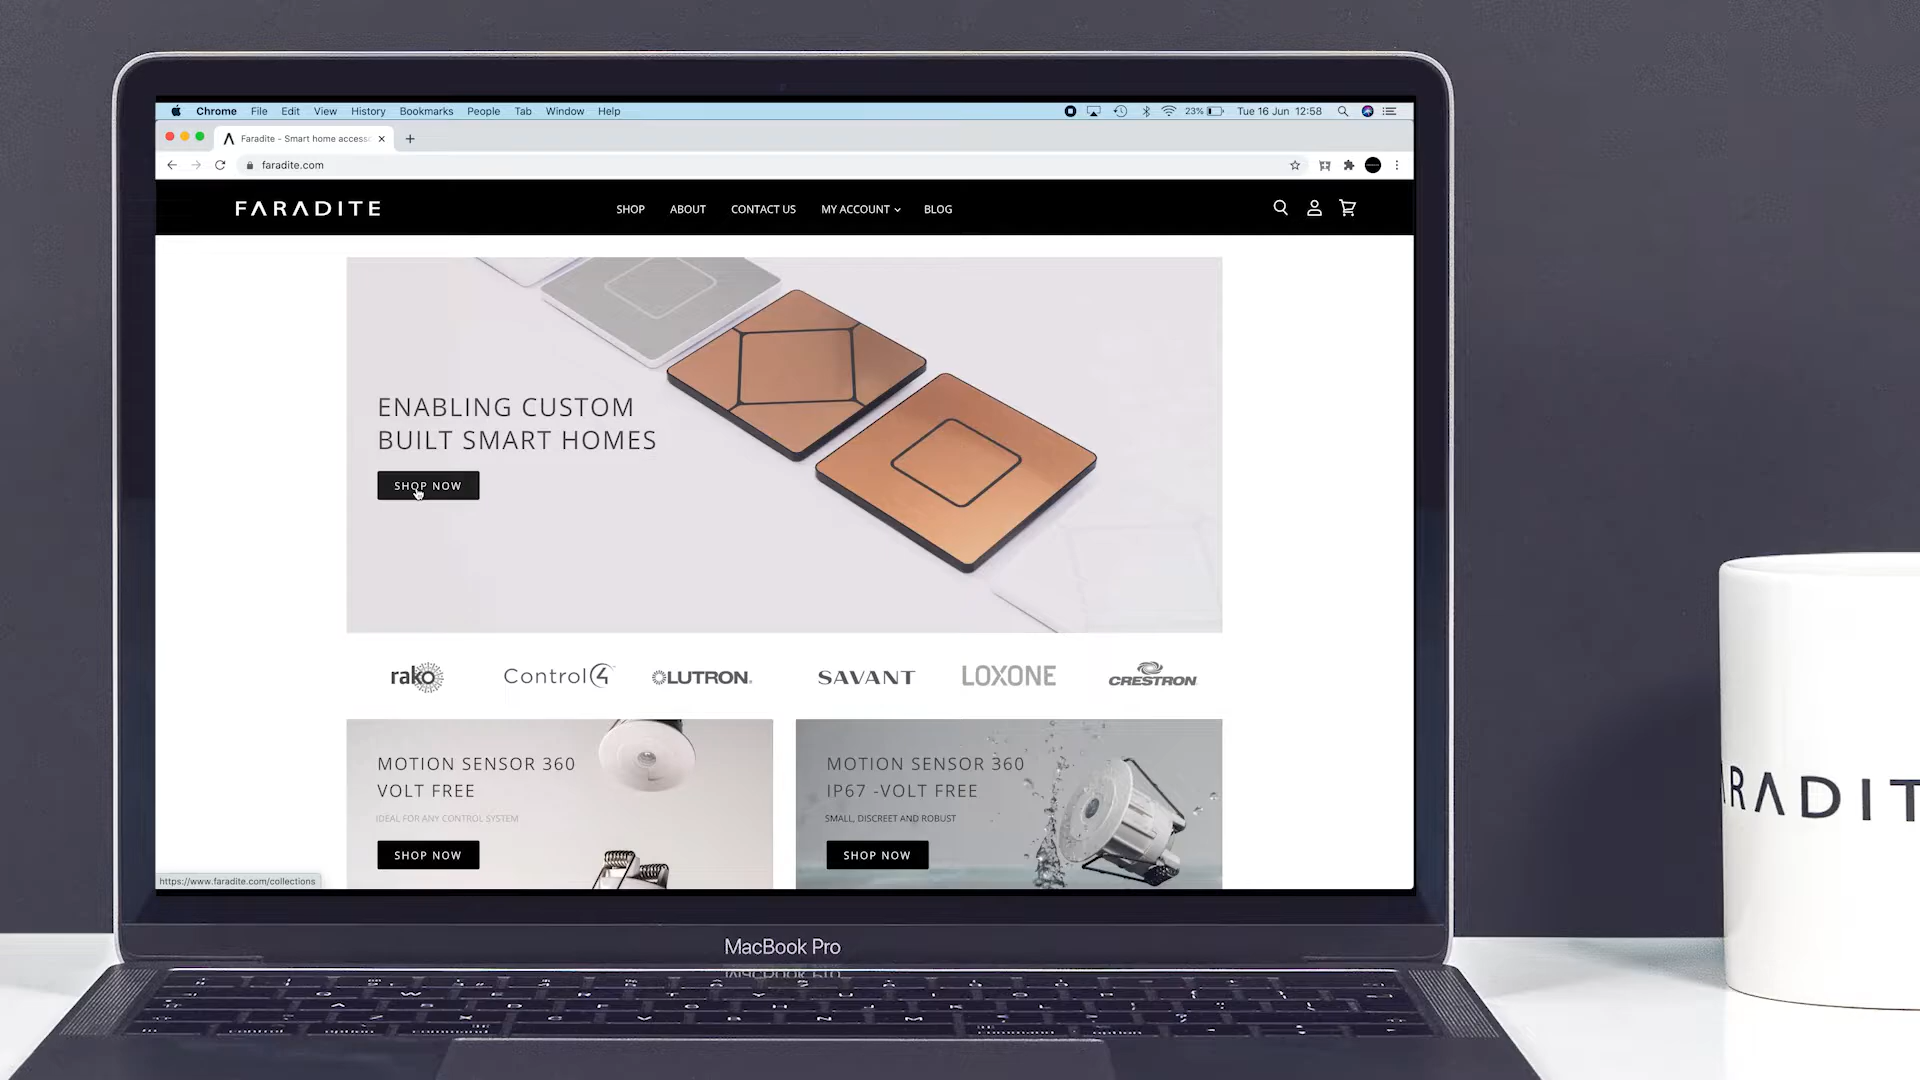 Chrome File Edit View History Bookmarks People Tab Window Help 23% Tue 16 Jun 12:58
Faradite - Smart home access
faradite.com
FARADITE SHOP ABOUT CONTACT US MY ACCOUNT BLOG
ENABLING CUSTOM
BUILT SMART HOMES
SHOP NOW
rako Control4 LUTRON SAVANT LOXONE CRESTRON
MOTION SENSOR 360
VOLT FREE
IDEAL FOR ANY CONTROL SYSTEM
SHOP NOW
MOTION SENSOR 360
IP67 -VOLT FREE
SMALL, DISCREET AND ROBUST
SHOP NOW
https://www.faradite.com/collections
MacBook Pro
ARADIT